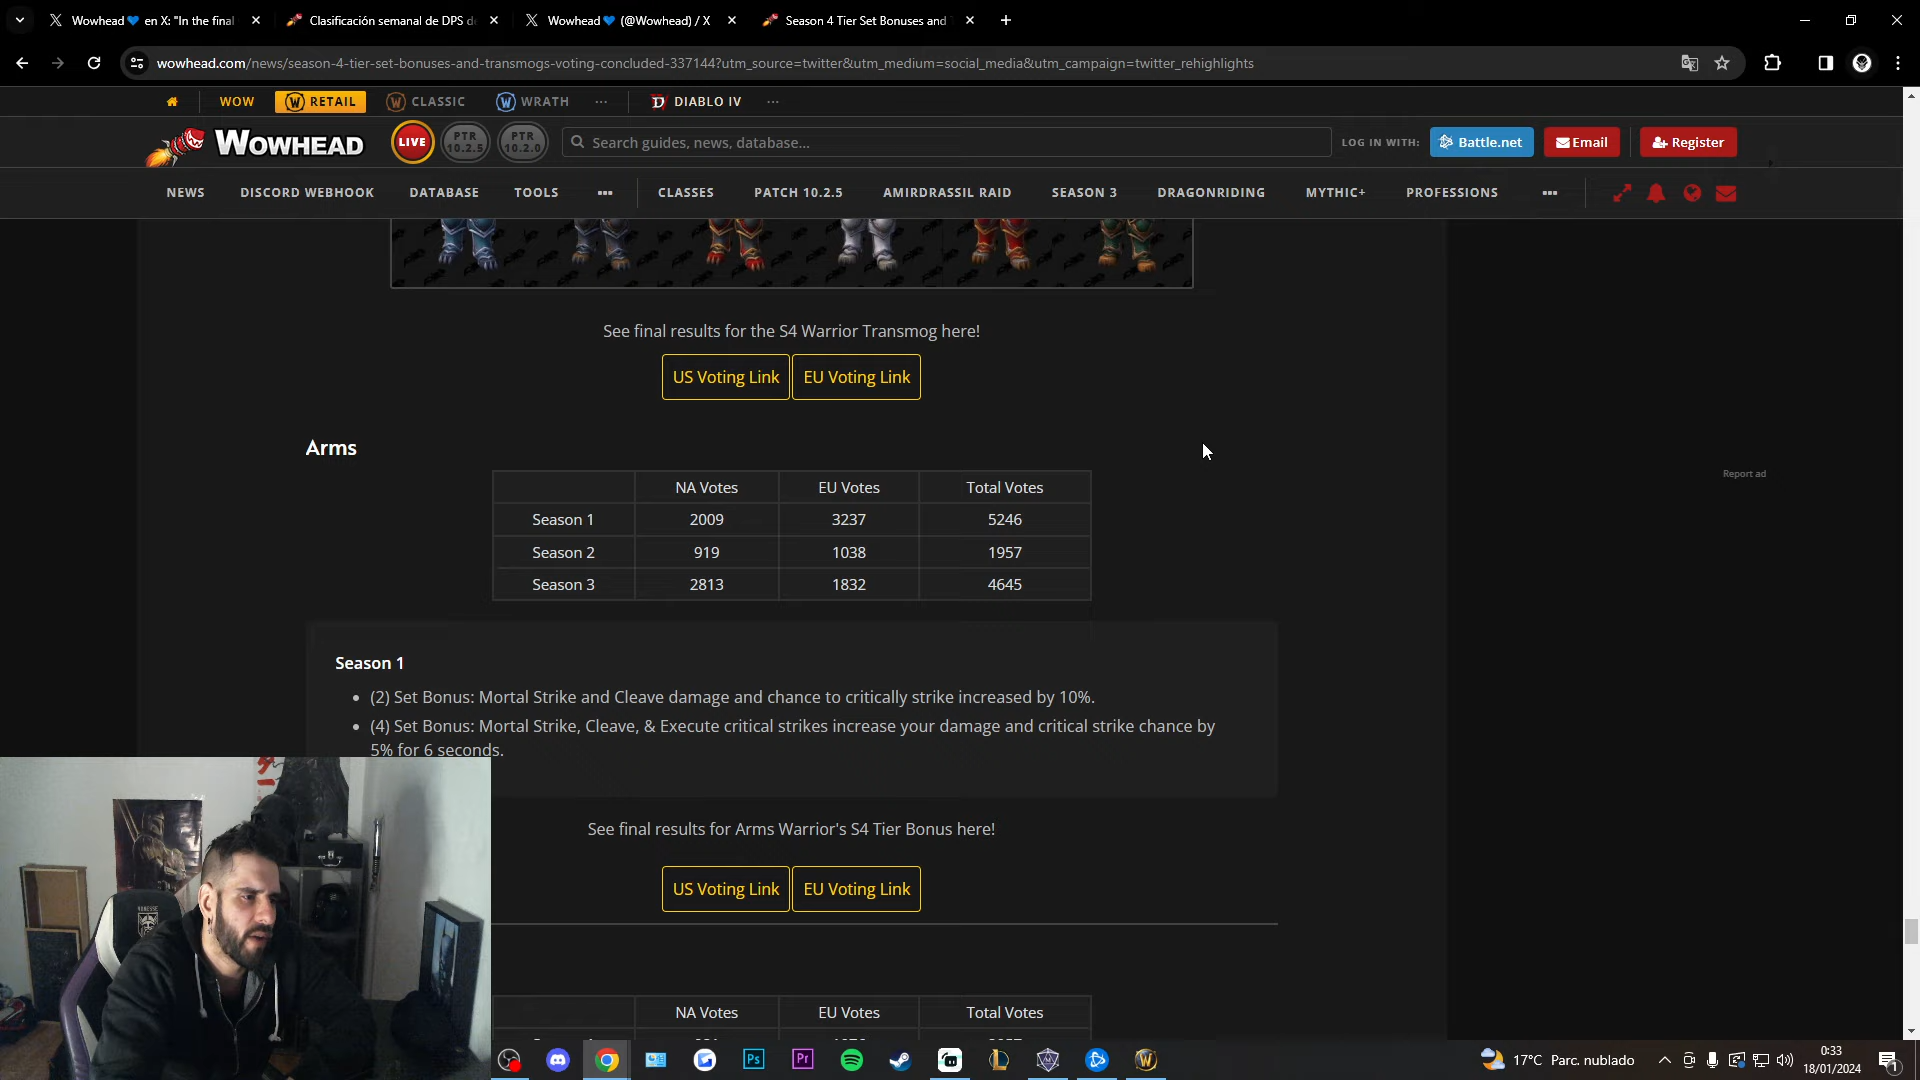 Wowhead💙 en X: "In the final
Clasificación semanal de DPS de
Wowhead💙 (@Wowhead) / X
Season 4 Tier Set Bonuses and
wowhead.com/news/season-4-tier-set-bonuses-and-transmogs-voting-concluded-337144?utm_source=twitter&utm_medium=social_media&utm_campaign=twitter_rehighlights
WOW RETAIL CLASSIC WRATH ... DIABLO IV ...
WOWHEAD LIVE PTR 10.2.5 PTR 10.2.0 Search guides, news, database... LOG IN WITH: Battle.net Email Register
NEWS DISCORD WEBHOOK DATABASE TOOLS ... CLASSES PATCH 10.2.5 AMIRDRASSIL RAID SEASON 3 DRAGONRIDING MYTHIC+ PROFESSIONS ...
See final results for the S4 Warrior Transmog here!
US Voting Link EU Voting Link
Arms
Report ad
NA Votes EU Votes Total Votes
Season 1 2009 3237 5246
Season 2 919 1038 1957
Season 3 2813 1832 4645
Season 1
• (2) Set Bonus: Mortal Strike and Cleave damage and chance to critically strike increased by 10%.
• (4) Set Bonus: Mortal Strike, Cleave, & Execute critical strikes increase your damage and critical strike chance by
5% for 6 seconds.
See final results for Arms Warrior's S4 Tier Bonus here!
US Voting Link EU Voting Link
NA Votes EU Votes Total Votes
Ps Pr
17°C Parc. nublado
0:33
18/01/2024
1